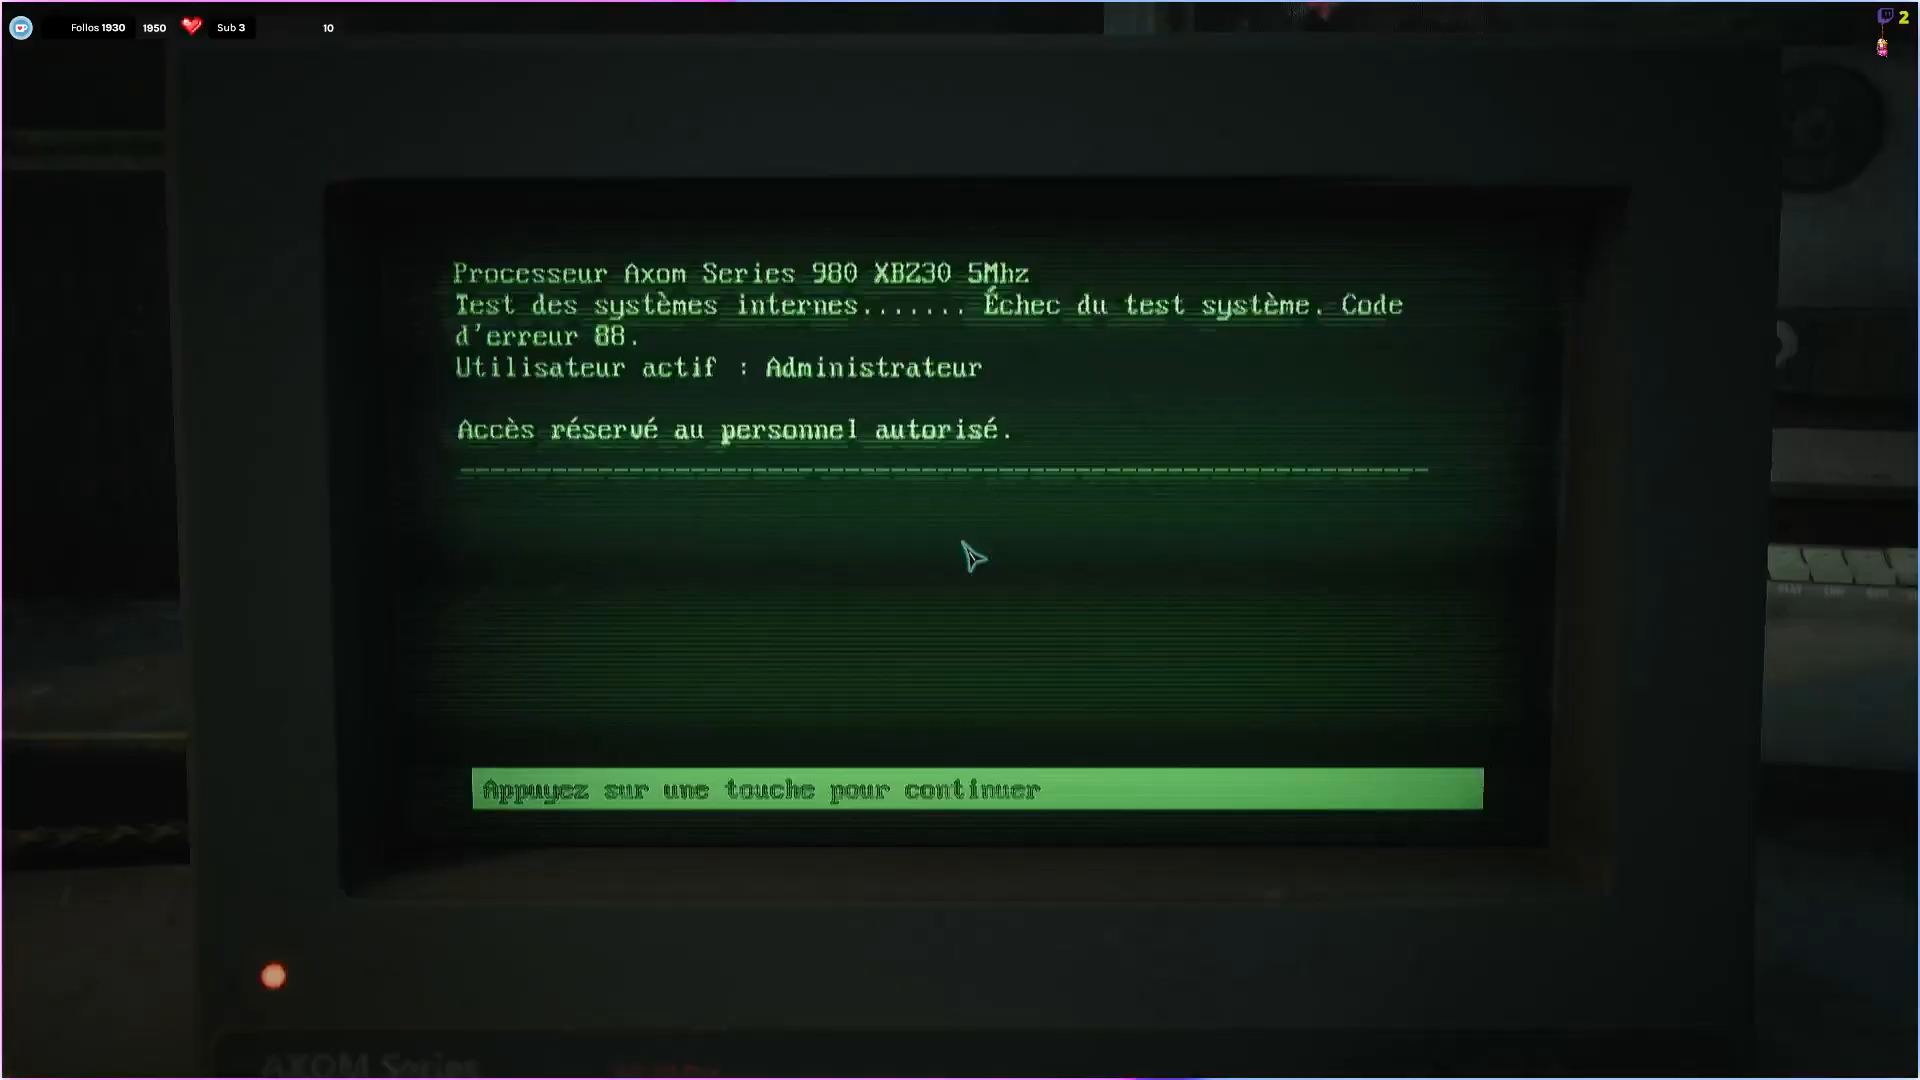 Follos 1930 1950 Sub 3 10 2
Processeur Axom Series 980 XBZ30 5Mhz
Test des systèmes internes....... Échec du test système. Code
d'erreur 88.
Utilisateur actif : Administrateur
Accès réservé au personnel autorisé.
Appuyez sur une touche pour continuer
AXOM Series